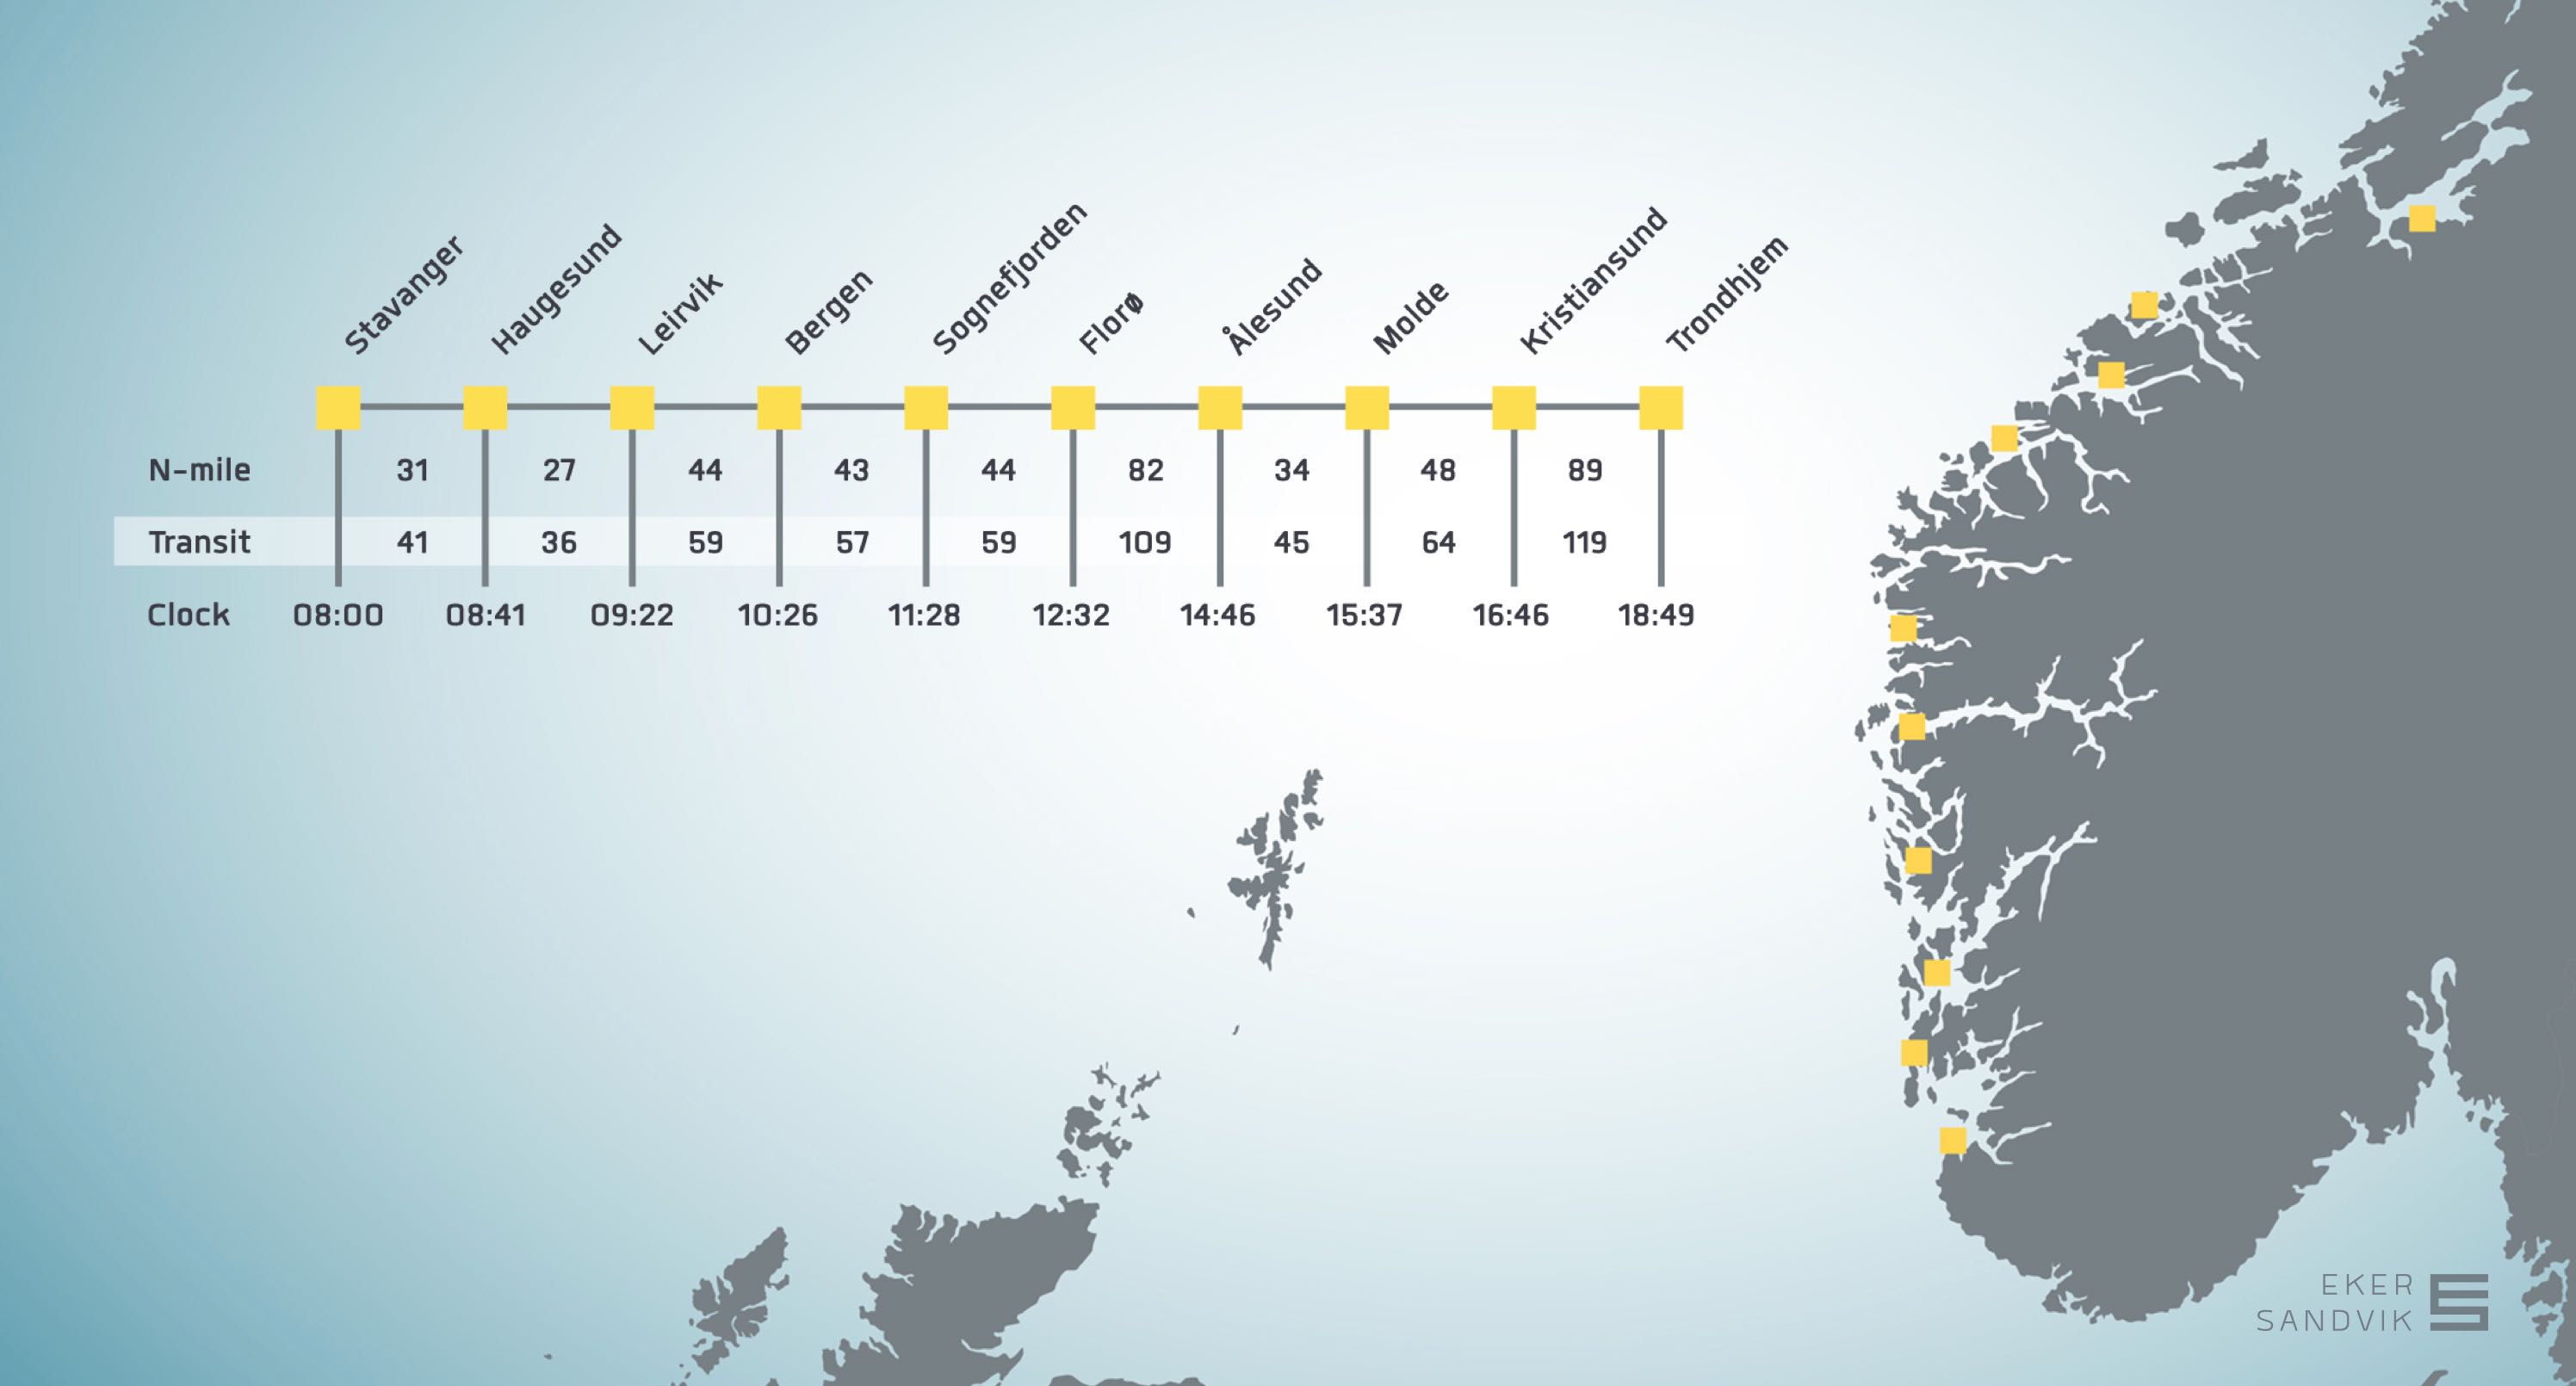 Stavanger
Haugesund
Leirvik
Bergen
Sognefjorden
Florø
Ålesund
Molde
Kristiansund
Trondhjem
N-mile 31 27 44 43 44 82 34 48 89
Transit 41 36 59 57 59 109 45 64 119
Clock 08:00 08:41 09:22 10:26 11:28 12:32 14:46 15:37 16:46 18:49
EKER
SANDVIK